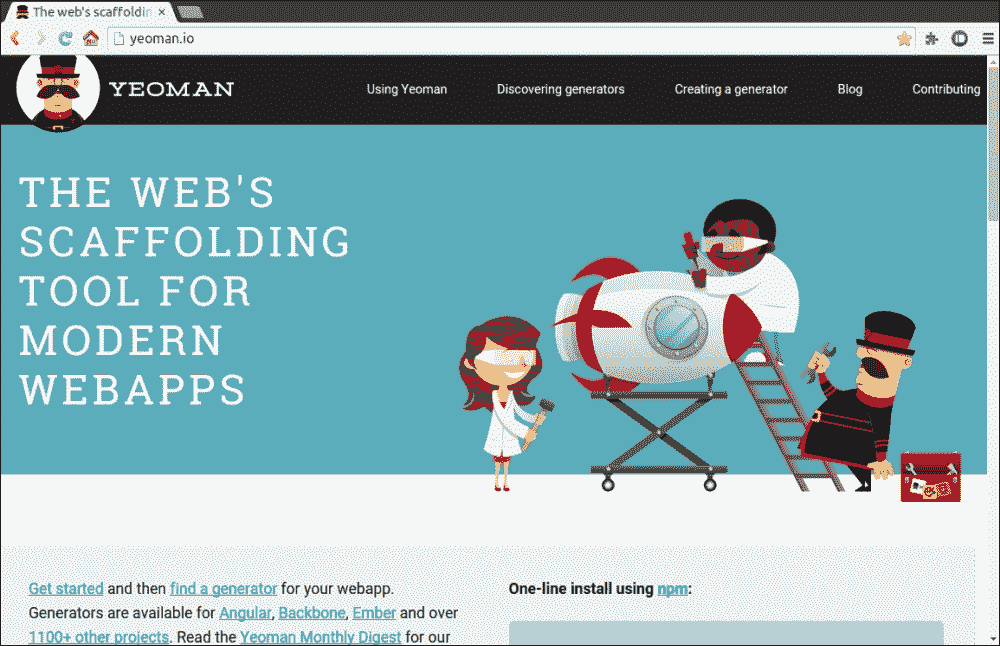 The web's scaffoldin
yeoman.io
YEOMAN
Using Yeoman
Discovering generators
Creating a generator
Blog
Contributing
THE WEB'S
SCAFFOLDING
TOOL FOR
MODERN
WEBAPPS
Get started and then find a generator for your webapp.
Generators are available for Angular, Backbone, Ember and over
1100+ other projects. Read the Yeoman Monthly Digest for our
One-line install using npm: